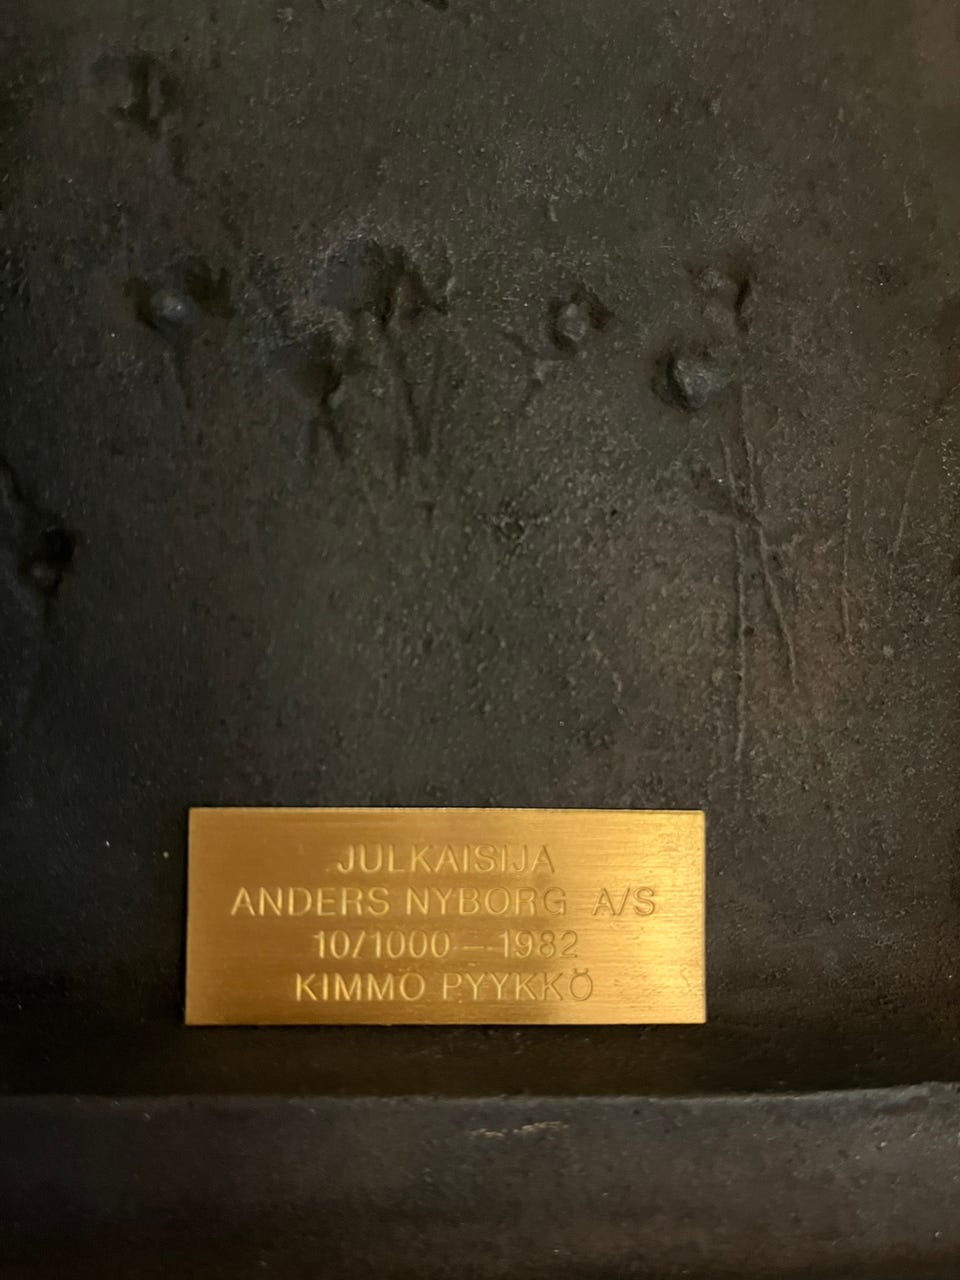 JULKAISIJA
ANDERS NYBORG A/S
10/1000 – 1982
KIMMO PYYKKÖ